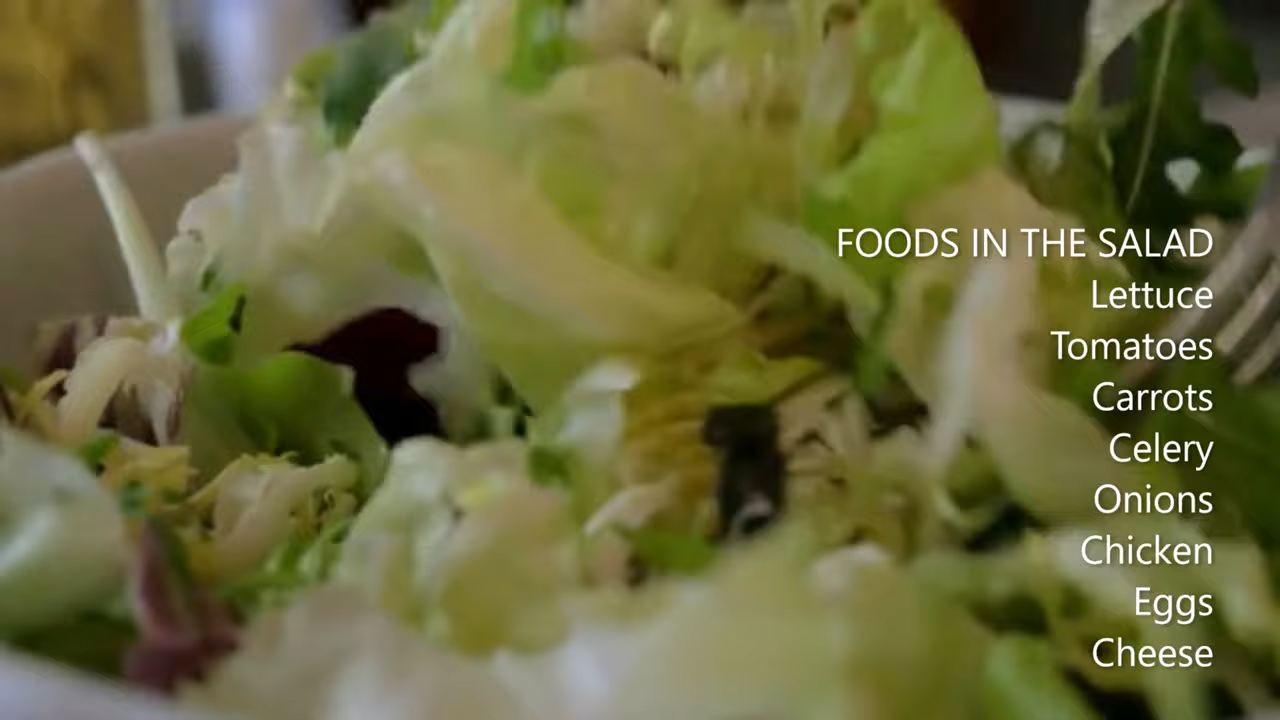 FOODS IN THE SALAD
Lettuce
Tomatoes
Carrots
Celery
Onions
Chicken
Eggs
Cheese